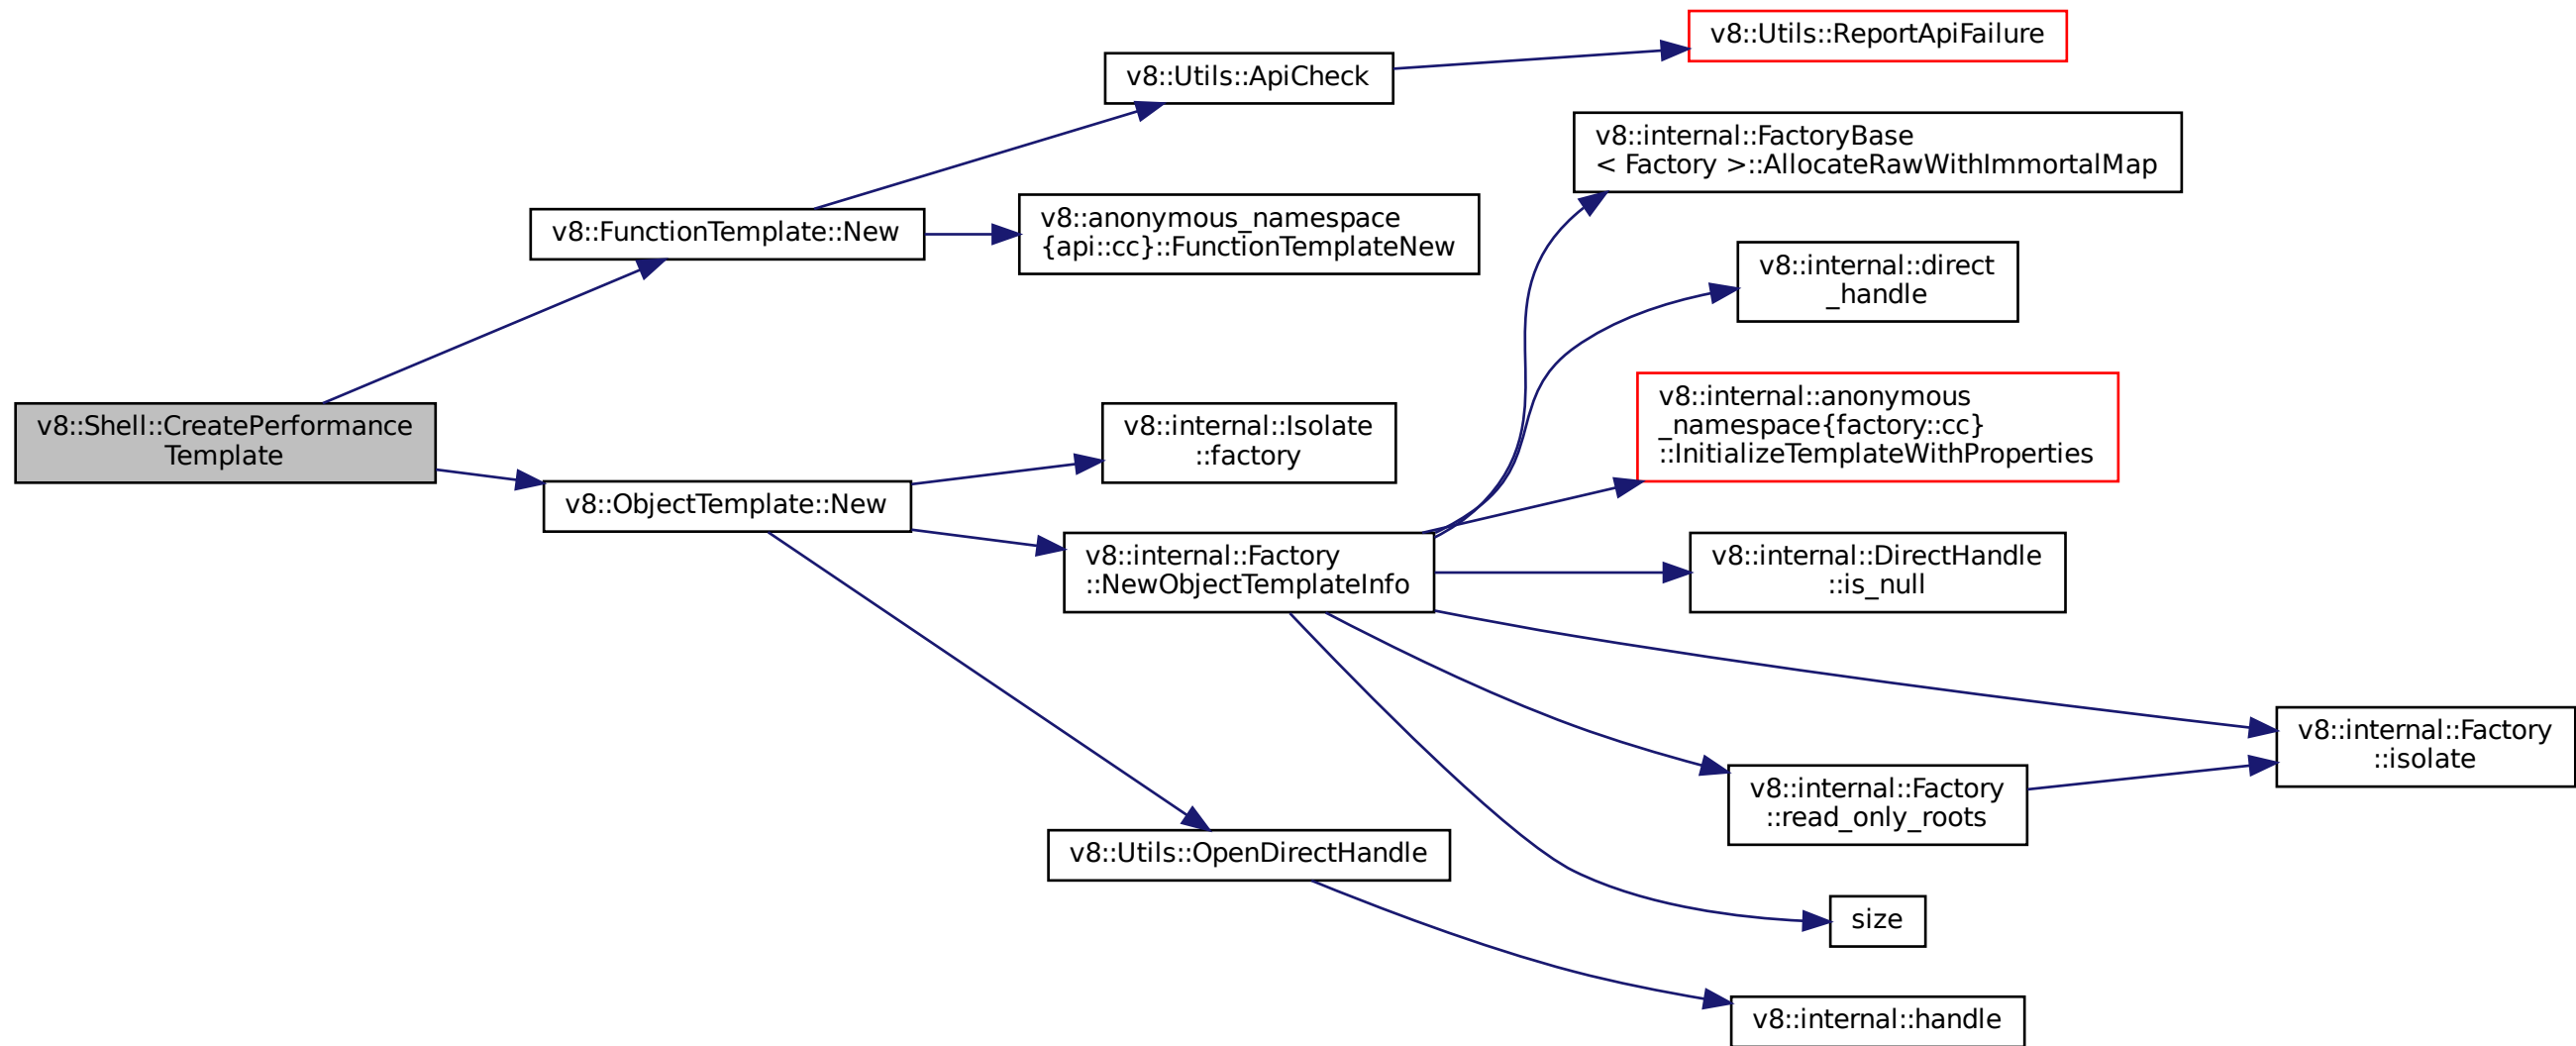 v8::Shell::CreatePerformance
Template
v8::FunctionTemplate::New
v8::Utils::ApiCheck
v8::Utils::ReportApiFailure
v8::anonymous_namespace
{api::cc}::FunctionTemplateNew
v8::ObjectTemplate::New
v8::internal::Isolate
::factory
v8::internal::Factory
::NewObjectTemplateInfo
v8::internal::FactoryBase
< Factory >::AllocateRawWithImmortalMap
v8::internal::direct
_handle
v8::internal::anonymous
_namespace{factory::cc}
::InitializeTemplateWithProperties
v8::internal::DirectHandle
::is_null
v8::internal::Factory
::isolate
v8::internal::Factory
::read_only_roots
size
v8::Utils::OpenDirectHandle
v8::internal::handle